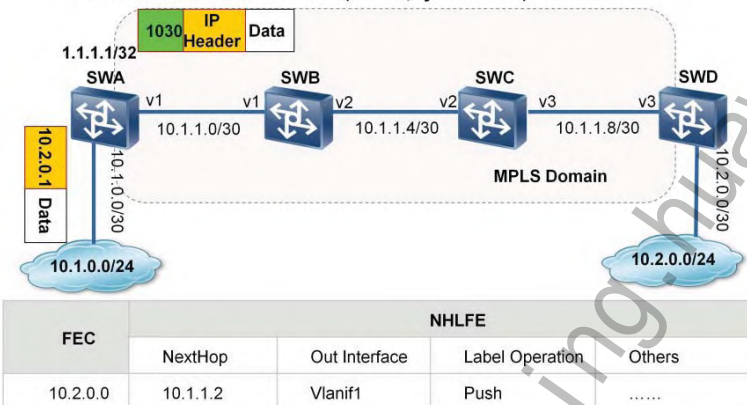 1030 IP Header Data
1.1.1.1/32
SWA SWB SWC SWD
v1 v1 v2 v2 v3 v3
10.1.1.0/30 10.1.1.4/30 10.1.1.8/30
10.2.0.1 Data
10.1:0.0/30
10.2.0.0/30
MPLS Domain
10.1.0.0/24 10.2.0.0/24
FEC NHLFE
NextHop Out Interface Label Operation Others
10.2.0.0 10.1.1.2 Vlanif1 Push ......